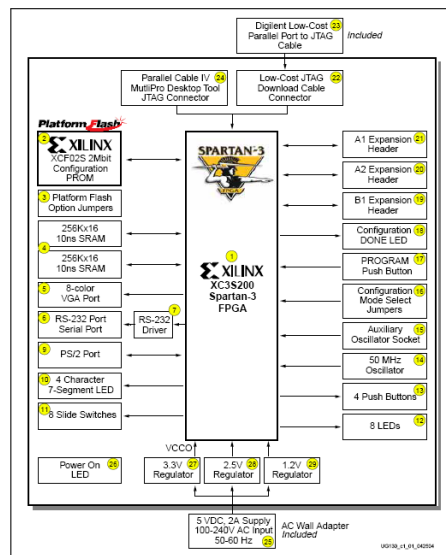 Digilent Low-Cost 23
Parallel Port to JTAG
Cable
Included
Parallel Cable IV 24
MutliPro Desktop Tool
JTAG Connector
Low-Cost JTAG 22
Download Cable
Connector
Platform Flash
2
XILINX
XCF02S 2Mbit
Configuration
PROM
3 Platform Flash
Option Jumpers
256Kx16
10ns SRAM
4
256Kx16
10ns SRAM
5 8-color
VGA Port
6 RS-232 Port
Serial Port
7
RS-232
Driver
9 PS/2 Port
10 4 Character
7-Segment LED
11 8 Slide Switches
Power On 26
LED
SPARTAN-3
1
XILINX
XC3S200
Spartan-3
FPGA
A1 Expansion 21
Header
A2 Expansion 20
Header
B1 Expansion 19
Header
Configuration 18
DONE LED
PROGRAM 17
Push Button
Configuration 16
Mode Select
Jumpers
Auxiliary 15
Oscillator Socket
50 MHz 14
Oscillator
4 Push Buttons 13
8 LEDs 12
VCCO
3.3V 27
Regulator
2.5V 28
Regulator
1.2V 29
Regulator
5 VDC, 2A Supply
100-240V AC Input
50-60 Hz 25
AC Wall Adapter
Included
UG130_c1_01_042504